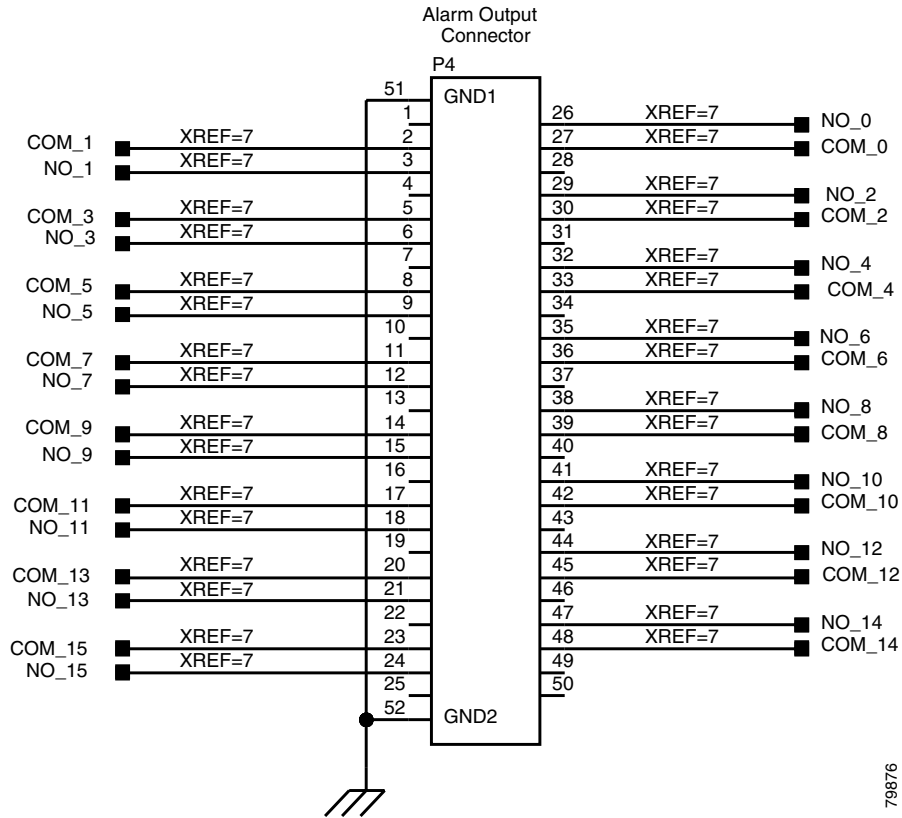 Alarm Output
Connector
P4
51 GND1
1 26 XREF=7 NO_0
COM_1 XREF=7 2 27 XREF=7 COM_0
NO_1 XREF=7 3 28
4 29 XREF=7 NO_2
COM_3 XREF=7 5 30 XREF=7 COM_2
NO_3 XREF=7 6 31
7 32 XREF=7 NO_4
COM_5 XREF=7 8 33 XREF=7 COM_4
NO_5 XREF=7 9 34
10 35 XREF=7 NO_6
COM_7 XREF=7 11 36 XREF=7 COM_6
NO_7 XREF=7 12 37
13 38 XREF=7 NO_8
COM_9 XREF=7 14 39 XREF=7 COM_8
NO_9 XREF=7 15 40
16 41 XREF=7 NO_10
COM_11 XREF=7 17 42 XREF=7 COM_10
NO_11 XREF=7 18 43
19 44 XREF=7 NO_12
COM_13 XREF=7 20 45 XREF=7 COM_12
NO_13 XREF=7 21 46
22 47 XREF=7 NO_14
COM_15 XREF=7 23 48 XREF=7 COM_14
NO_15 XREF=7 24 49
25 50
52 GND2
79876